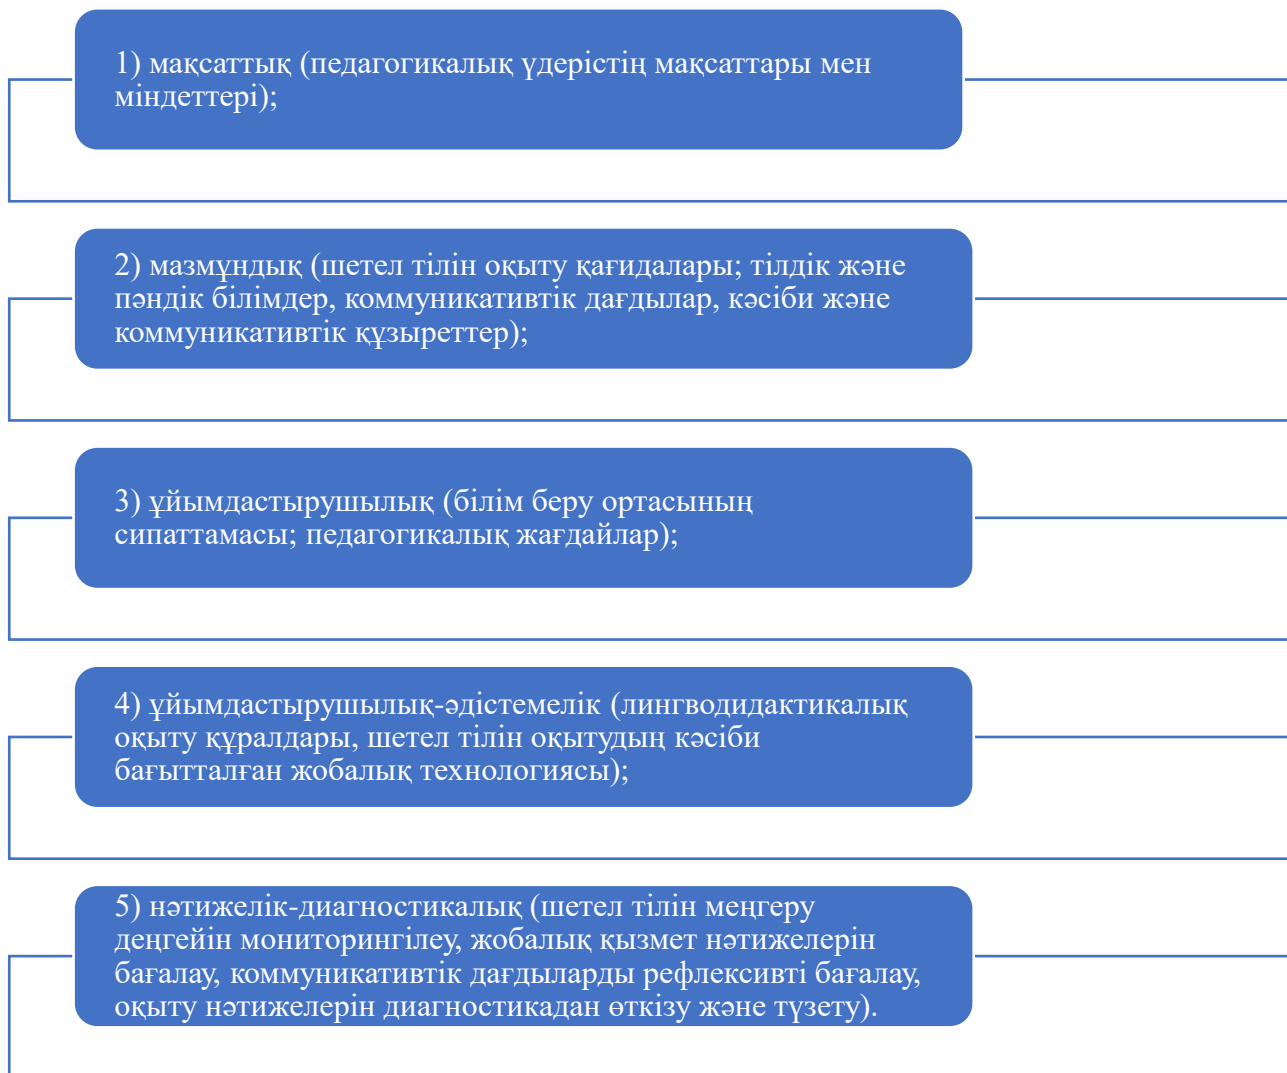 1) мақсаттық (педагогикалық үдерістің мақсаттары мен
міндеттері);
2) мазмұндық (шетел тілін оқыту қағидалары; тілдік және
пәндік білімдер, коммуникативтік дағдылар, кәсіби және
коммуникативтік құзыреттер);
3) ұйымдастырушылық (білім беру ортасының
сипаттамасы; педагогикалық жағдайлар);
4) ұйымдастырушылық-әдістемелік (лингводидактикалық
оқыту құралдары, шетел тілін оқытудың кәсіби
бағытталған жобалық технологиясы);
5) нәтижелік-диагностикалық (шетел тілін меңгеру
деңгейін мониторингілеу, жобалық қызмет нәтижелерін
бағалау, коммуникативтік дағдыларды рефлексивті бағалау,
оқыту нәтижелерін диагностикадан өткізу және түзету).